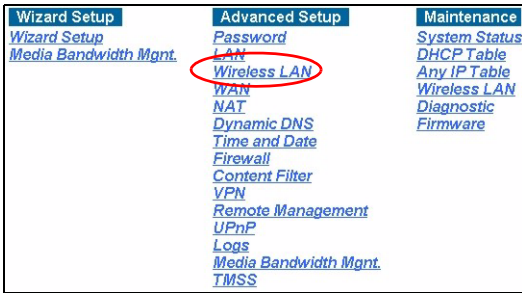 Wizard Setup
Wizard Setup
Media Bandwidth Mgnt.
Advanced Setup
Password
LAN
Wireless LAN
WAN
NAT
Dynamic DNS
Time and Date
Firewall
Content Filter
VPN
Remote Management
UPnP
Logs
Media Bandwidth Mgnt.
TMSS
Maintenance
System Status
DHCP Table
Any IP Table
Wireless LAN
Diagnostic
Firmware